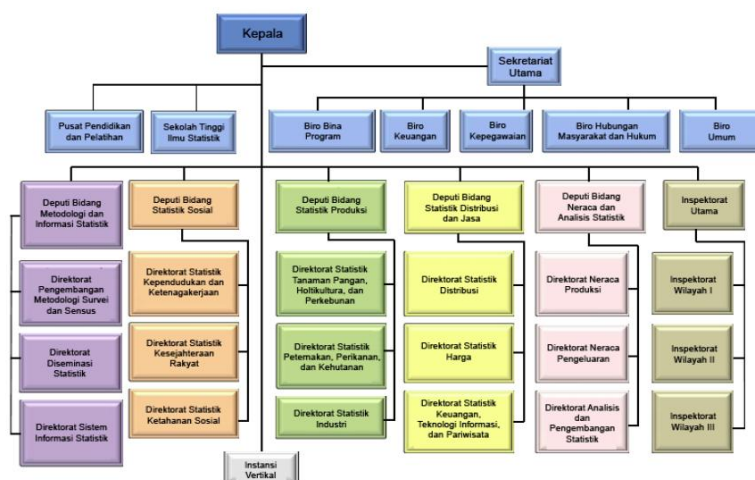 Kepala
Sekretariat
Utama
Pusat Pendidikan
dan Pelatihan
Sekolah Tinggi
Ilmu Statistik
Biro Bina
Program
Biro
Keuangan
Biro
Kepegawaian
Biro Hubungan
Masyarakat dan Hukum
Biro
Umum
Deputi Bidang
Metodologi dan
Informasi Statistik
Deputi Bidang
Statistik Sosial
Deputi Bidang
Statistik Produksi
Deputi Bidang
Statistik Distribusi
dan Jasa
Deputi Bidang
Neraca dan
Analisis Statistik
Inspektorat
Utama
Direktorat
Pengembangan
Metodologi Survei
dan Sensus
Direktorat Statistik
Kependudukan dan
Ketenagakerjaan
Direktorat Statistik
Tanaman Pangan,
Holtikultura, dan
Perkebunan
Direktorat Statistik
Distribusi
Direktorat Neraca
Produksi
Inspektorat
Wilayah I
Direktorat
Diseminasi
Statistik
Direktorat Statistik
Kesejahteraan
Rakyat
Direktorat Statistik
Peternakan, Perikanan,
dan Kehutanan
Direktorat Statistik
Harga
Direktorat Neraca
Pengeluaran
Inspektorat
Wilayah II
Direktorat Sistem
Informasi Statistik
Direktorat Statistik
Ketahanan Sosial
Direktorat Statistik
Industri
Direktorat Statistik
Keuangan,
Teknologi Informasi,
dan Pariwisata
Direktorat Analisis
dan
Pengembangan
Statistik
Inspektorat
Wilayah III
Instansi
Vertikal